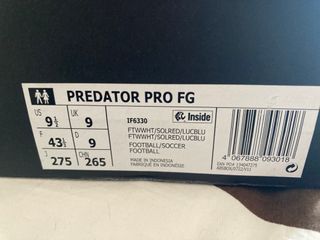 PREDATOR PRO FG
US 9½ UK 9
F 43⅓ D 9
J 275 CHN 265
IF6330
FTWWHT/SOLRED/LUCBLU
FTWWHT/SOLRED/LUCBLU
FOOTBALL/SOCCER
FOOTBALL
MADE IN INDONESIA
FABRIQUÉ EN INDONÉSIE
Inside
4 067888 093018